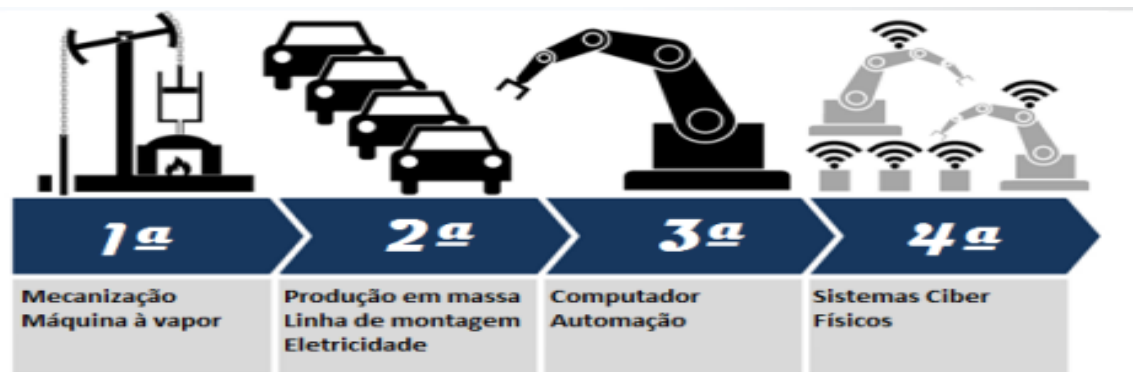 1ª
2ª
3ª
4ª
Mecanização
Máquina à vapor
Produção em massa
Linha de montagem
Eletricidade
Computador
Automação
Sistemas Ciber
Físicos